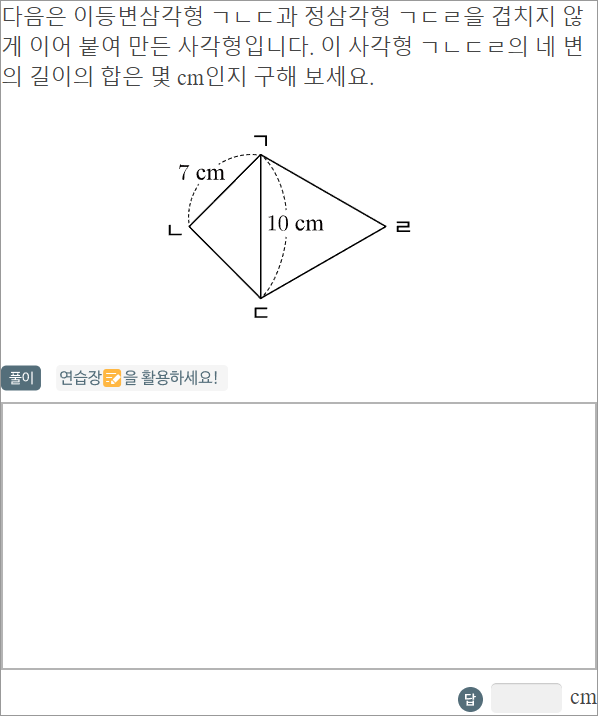 다음은 이등변삼각형 ㄱㄴㄷ과 정삼각형 ㄱㄷㄹ을 겹치지 않
게 이어 붙여 만든 사각형입니다. 이 사각형 ㄱㄴㄷㄹ의 네 변
의 길이의 합은 몇 cm인지 구해 보세요.
ㄱ
7 cm
ㄴ
10 cm
ㄹ
ㄷ
풀이 연습장을 활용하세요!
답 cm